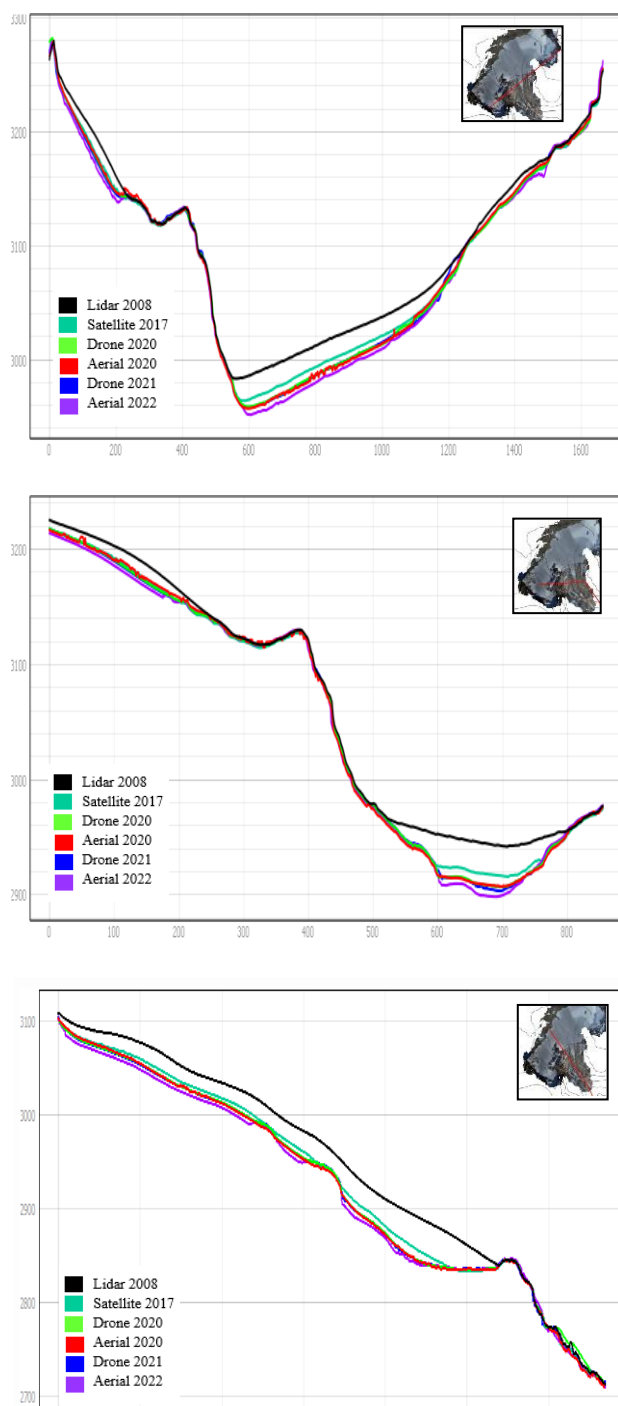 3300
3200
3100
3000
Lidar 2008
Satellite 2017
Drone 2020
Aerial 2020
Drone 2021
Aerial 2022
0 200 400 600 800 1000 1200 1400 1600
3200
3100
3000
2900
Lidar 2008
Satellite 2017
Drone 2020
Aerial 2020
Drone 2021
Aerial 2022
0 100 200 300 400 500 600 700 800
3100
3000
2900
2800
2700
Lidar 2008
Satellite 2017
Drone 2020
Aerial 2020
Drone 2021
Aerial 2022